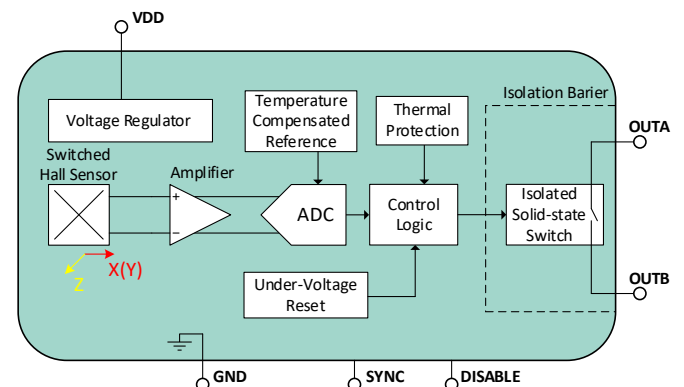 VDD
Isolation Barier
Voltage Regulator
Temperature
Compensated
Reference
Thermal
Protection
OUTA
Switched
Hall Sensor
Amplifier
+
−
ADC
Control
Logic
Isolated
Solid-state
Switch
X(Y)
Z
Under-Voltage
Reset
OUTB
GND
SYNC
DISABLE